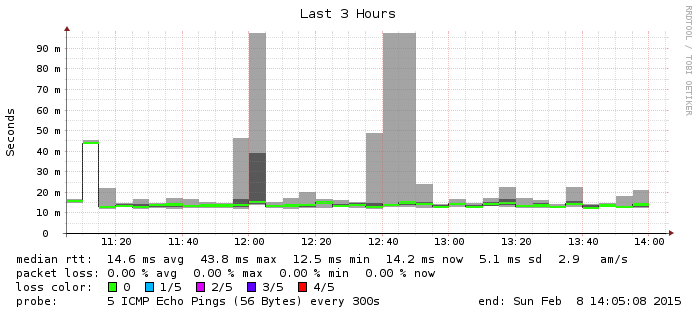 Last 3 Hours
RRDTOOL / TOBI OETIKER
Seconds
90 m
80 m
70 m
60 m
50 m
40 m
30 m
20 m
10 m
0
11:20 11:40 12:00 12:20 12:40 13:00 13:20 13:40 14:00
median rtt: 14.6 ms avg 43.8 ms max 12.5 ms min 14.2 ms now 5.1 ms sd 2.9 am/s
packet loss: 0.00 % avg 0.00 % max 0.00 % min 0.00 % now
loss color: 0 1/5 2/5 3/5 4/5
probe: 5 ICMP Echo Pings (56 Bytes) every 300s end: Sun Feb 8 14:05:08 2015